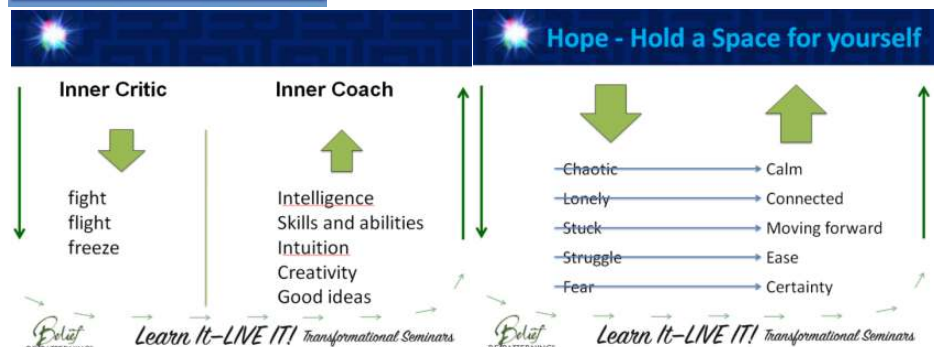 Inner Critic
Inner Coach
fight
flight
freeze
Intelligence
Skills and abilities
Intuition
Creativity
Good ideas
Belief
Learn It–LIVE IT! Transformational Seminars
Hope - Hold a Space for yourself
Chaotic Calm
Lonely Connected
Stuck Moving forward
Struggle Ease
Fear Certainty
Belief
Learn It–LIVE IT! Transformational Seminars